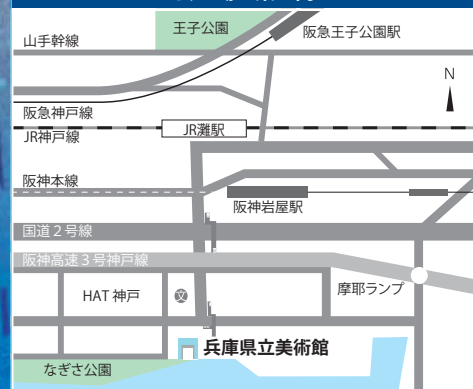 王子公園
阪急王子公園駅
山手幹線
N
阪急神戸線
JR灘駅
JR神戸線
阪神本線
阪神岩屋駅
国道２号線
阪神高速３号神戸線
摩耶ランプ
HAT 神戸
文
兵庫県立美術館
なぎさ公園